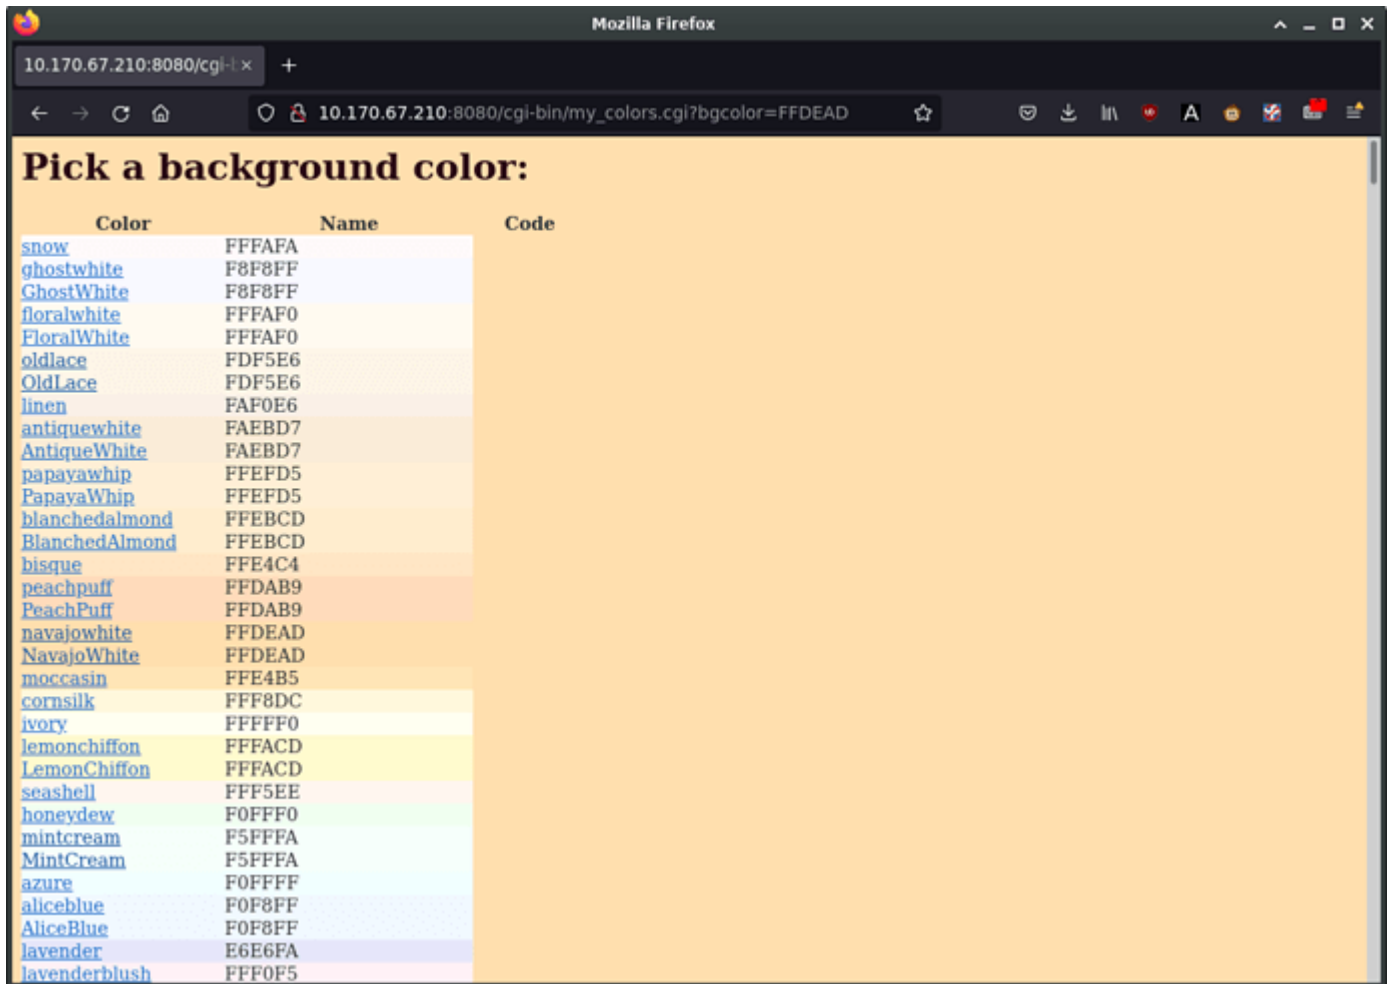 Mozilla Firefox
10.170.67.210:8080/cgi-b
10.170.67.210:8080/cgi-bin/my_colors.cgi?bgcolor=FFDEAD
A
Pick a background color:
Color Name Code
snow FFFAFA
ghostwhite F8F8FF
GhostWhite F8F8FF
floralwhite FFFAF0
FloralWhite FFFAF0
oldlace FDF5E6
OldLace FDF5E6
linen FAF0E6
antiquewhite FAEBD7
AntiqueWhite FAEBD7
papayawhip FFEFD5
PapayaWhip FFEFD5
blanchedalmond FFEBCD
BlanchedAlmond FFEBCD
bisque FFE4C4
peachpuff FFDAB9
PeachPuff FFDAB9
navajowhite FFDEAD
NavajoWhite FFDEAD
moccasin FFE4B5
cornsilk FFF8DC
ivory FFFFF0
lemonchiffon FFFACD
LemonChiffon FFFACD
seashell FFF5EE
honeydew F0FFF0
mintcream F5FFFA
MintCream F5FFFA
azure F0FFFF
aliceblue F0F8FF
AliceBlue F0F8FF
lavender E6E6FA
lavenderblush FFF0F5